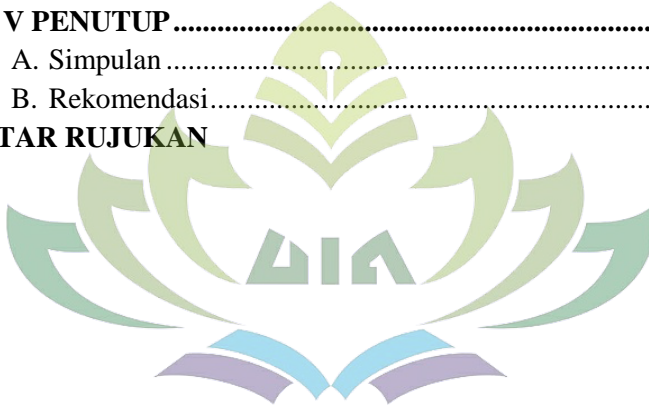 V PENUTUP
A. Simpulan
B. Rekomendasi
TAR RUJUKAN